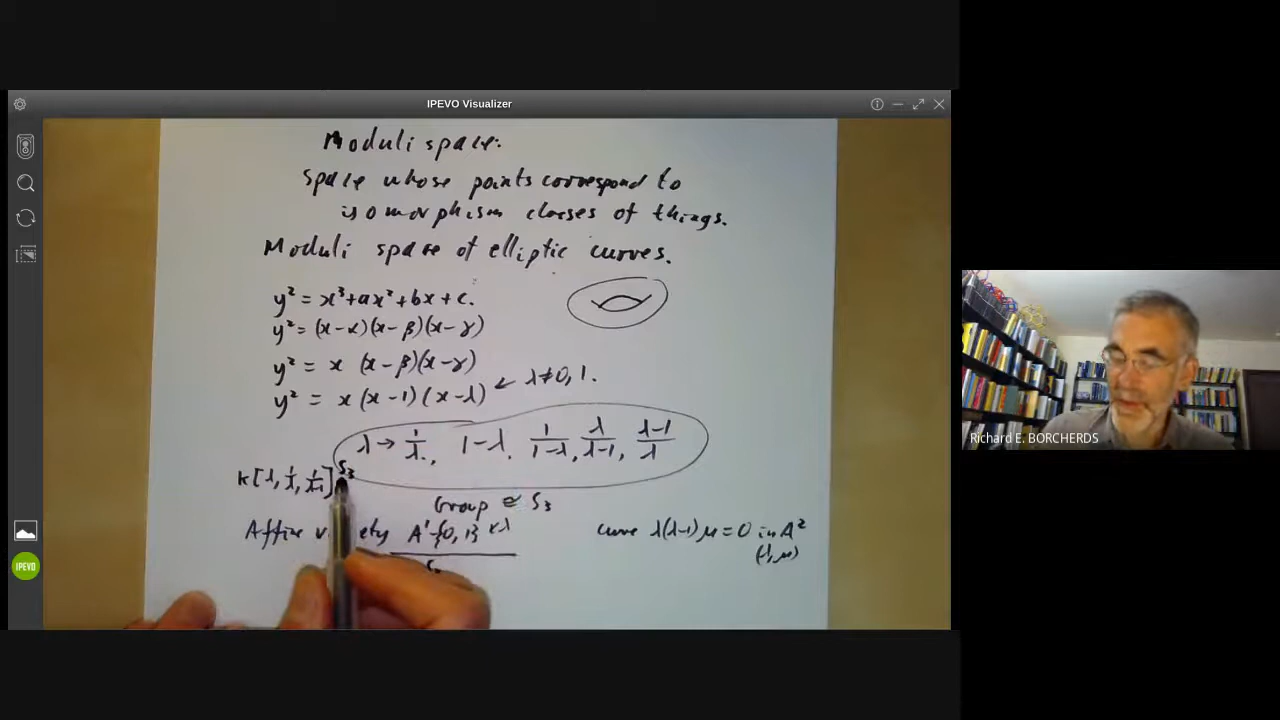 IPEVO Visualizer
Moduli space:
Space whose points correspond to
isomorphism classes of things.
Moduli space of elliptic curves.
y² = x³+ax²+bx+c.
y² = (x-α)(x-β)(x-γ)
y² = x (x-β)(x-γ)
y² = x(x-1)(x-λ) ← λ≠0,1.
λ → 1/λ, 1-λ, 1/(1-λ), λ/(λ-1), (λ-1)/λ
k[λ, 1/λ, 1/(λ-1)]^S₃
Group ≅ S₃
Affine A¹-{0,1} λ
curve λ(λ-1)μ=0 in A²
(λ,μ)
Richard E. BORCHERDS
IPEVO